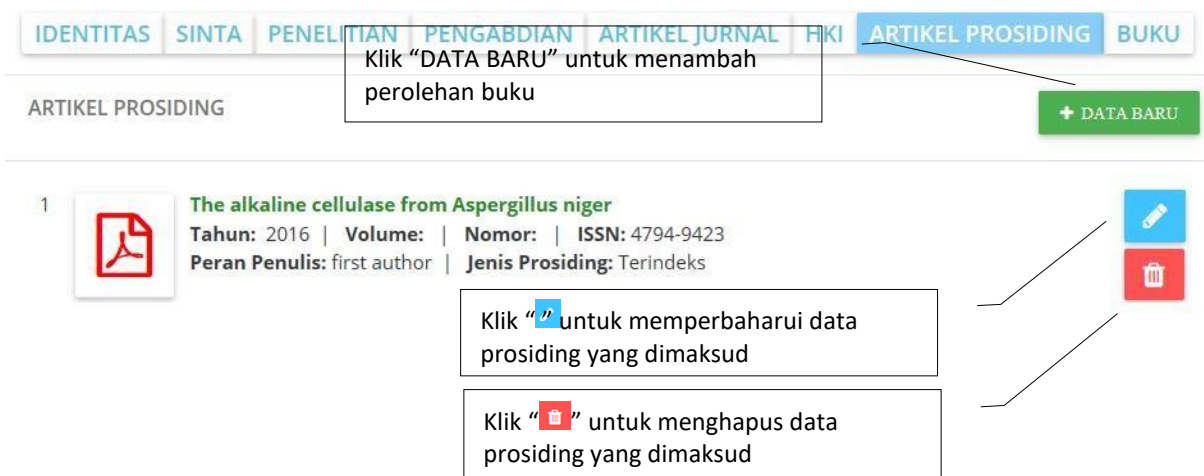 IDENTITAS SINTA PENELITIAN PENGABDIAN ARTIKEL JURNAL HKI ARTIKEL PROSIDING BUKU
Klik “DATA BARU” untuk menambah
perolehan buku
ARTIKEL PROSIDING
+ DATA BARU
1
The alkaline cellulase from Aspergillus niger
Tahun: 2016 | Volume: | Nomor: | ISSN: 4794-9423
Peran Penulis: first author | Jenis Prosiding: Terindeks
Klik “ ” untuk memperbaharui data
prosiding yang dimaksud
Klik “ ” untuk menghapus data
prosiding yang dimaksud